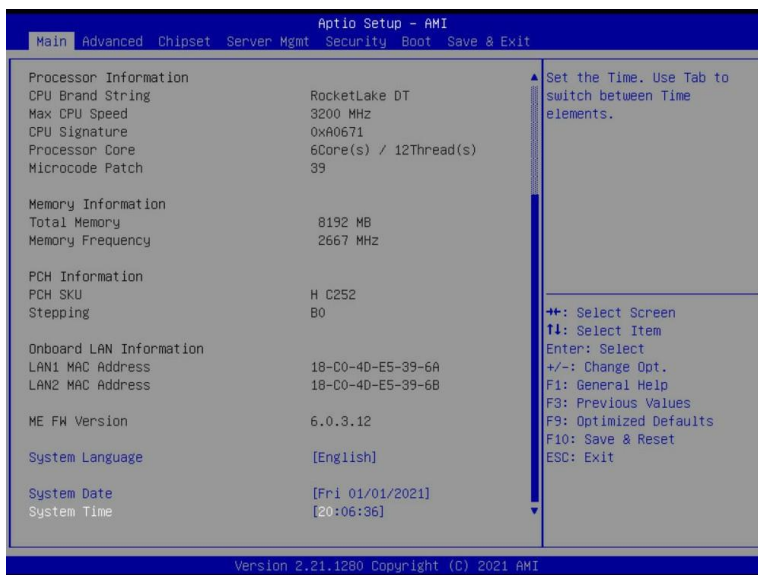 Aptio Setup - AMI
Main Advanced Chipset Server Mgmt Security Boot Save & Exit
Processor Information
CPU Brand String RocketLake DT
Max CPU Speed 3200 MHz
CPU Signature 0xA0671
Processor Core 6Core(s) / 12Thread(s)
Microcode Patch 39
Memory Information
Total Memory 8192 MB
Memory Frequency 2667 MHz
PCH Information
PCH SKU H C252
Stepping B0
Onboard LAN Information
LAN1 MAC Address 18-C0-4D-E5-39-6A
LAN2 MAC Address 18-C0-4D-E5-39-6B
ME FW Version 6.0.3.12
System Language [English]
System Date [Fri 01/01/2021]
System Time [20:06:36]
Set the Time. Use Tab to
switch between Time
elements.
→←: Select Screen
↑↓: Select Item
Enter: Select
+/-: Change Opt.
F1: General Help
F3: Previous Values
F9: Optimized Defaults
F10: Save & Reset
ESC: Exit
Version 2.21.1280 Copyright (C) 2021 AMI